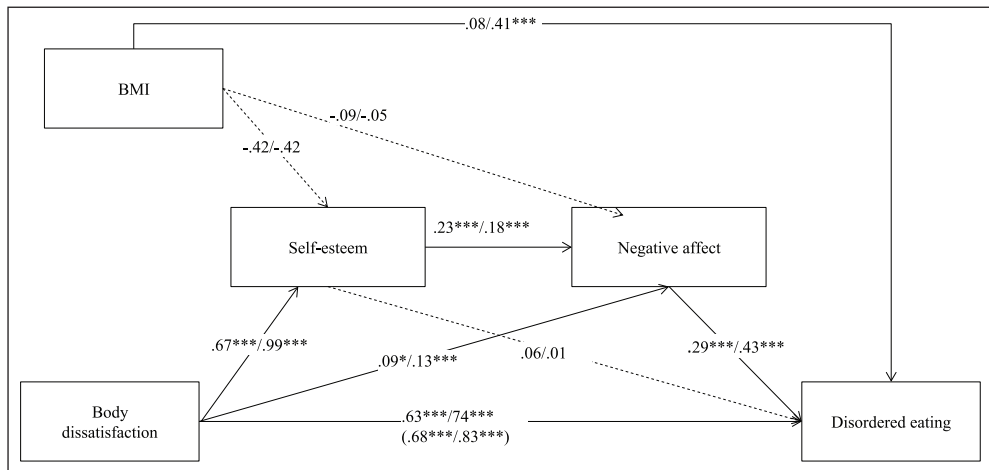 .08/.41***
BMI
-.09/-.05
-.42/-.42
Self-esteem
.23***/.18***
Negative affect
.67***/.99***
.09*/.13***
.06/.01
.29***/.43***
Body
dissatisfaction
.63***/74***
(.68***/.83***)
Disordered eating